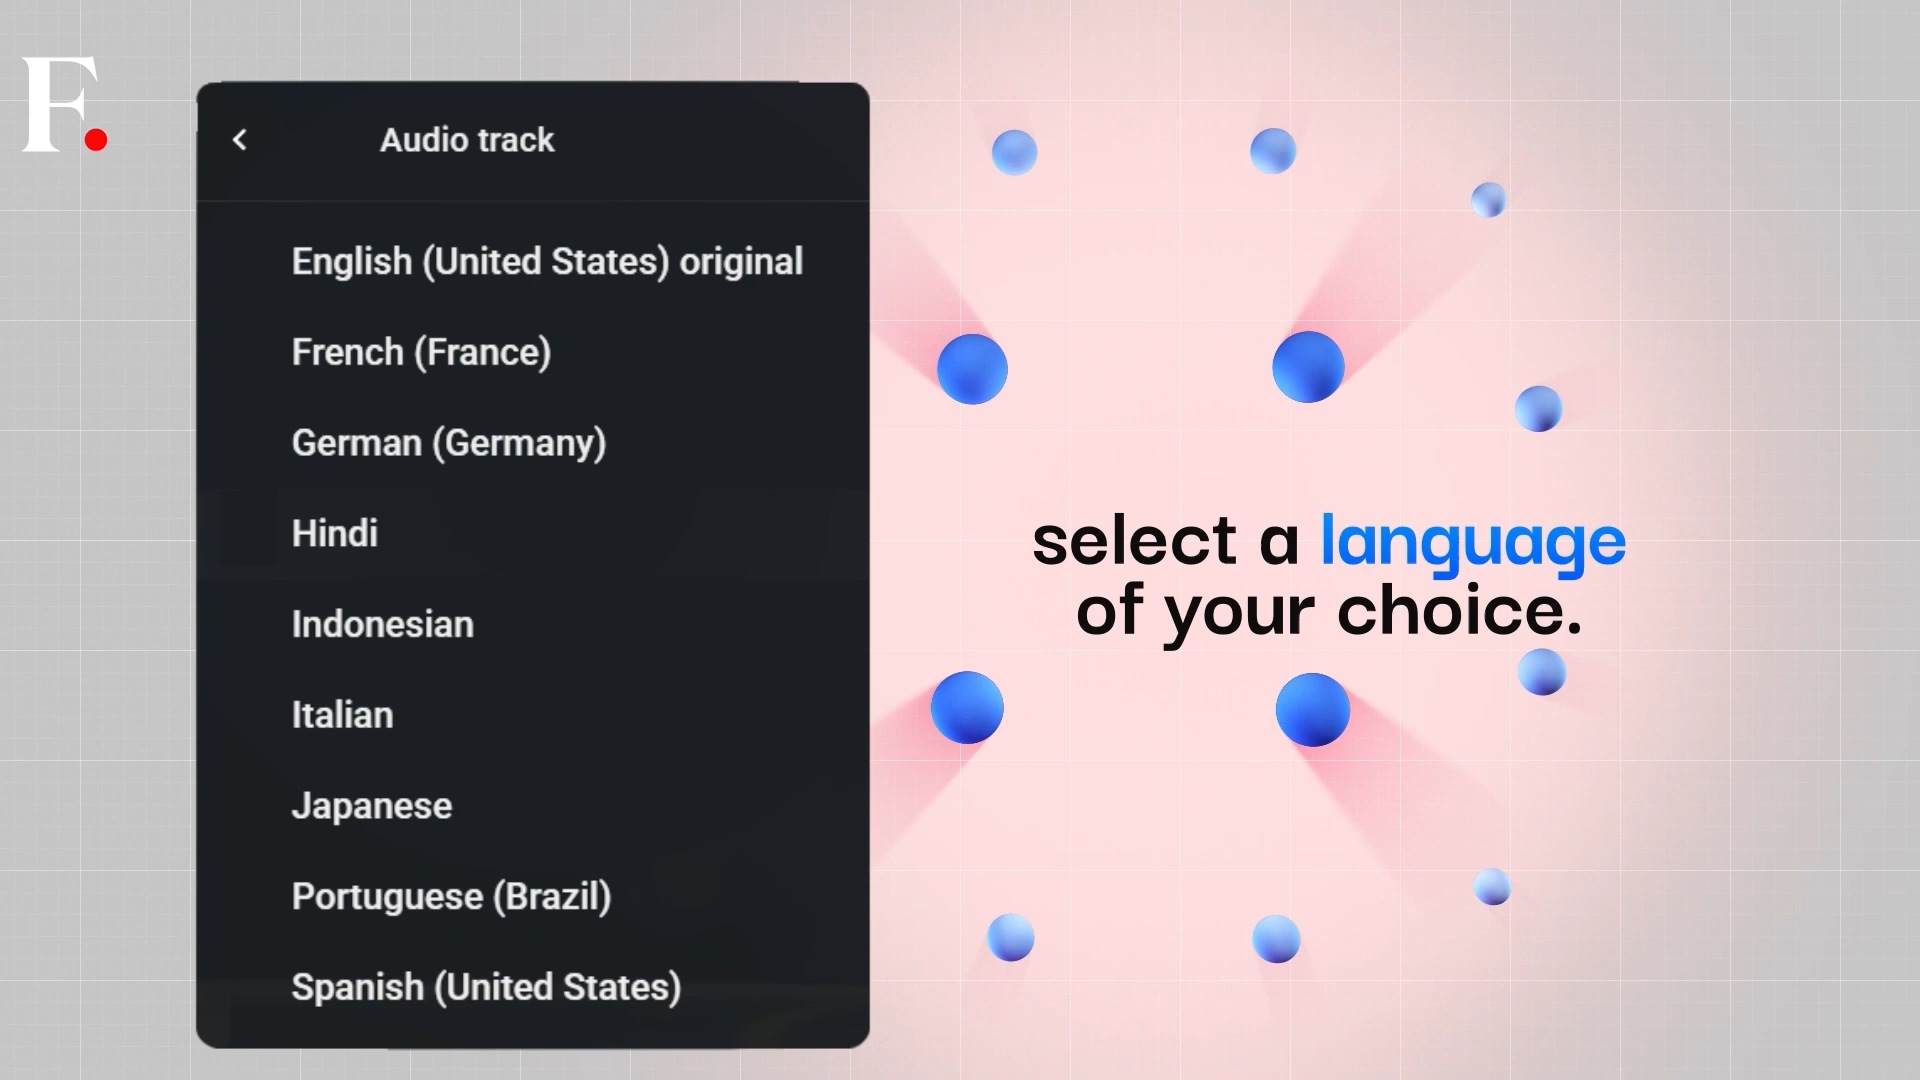 F.
Audio track
English (United States) original
French (France)
German (Germany)
Hindi
Indonesian
Italian
Japanese
Portuguese (Brazil)
Spanish (United States)
select a language
of your choice.